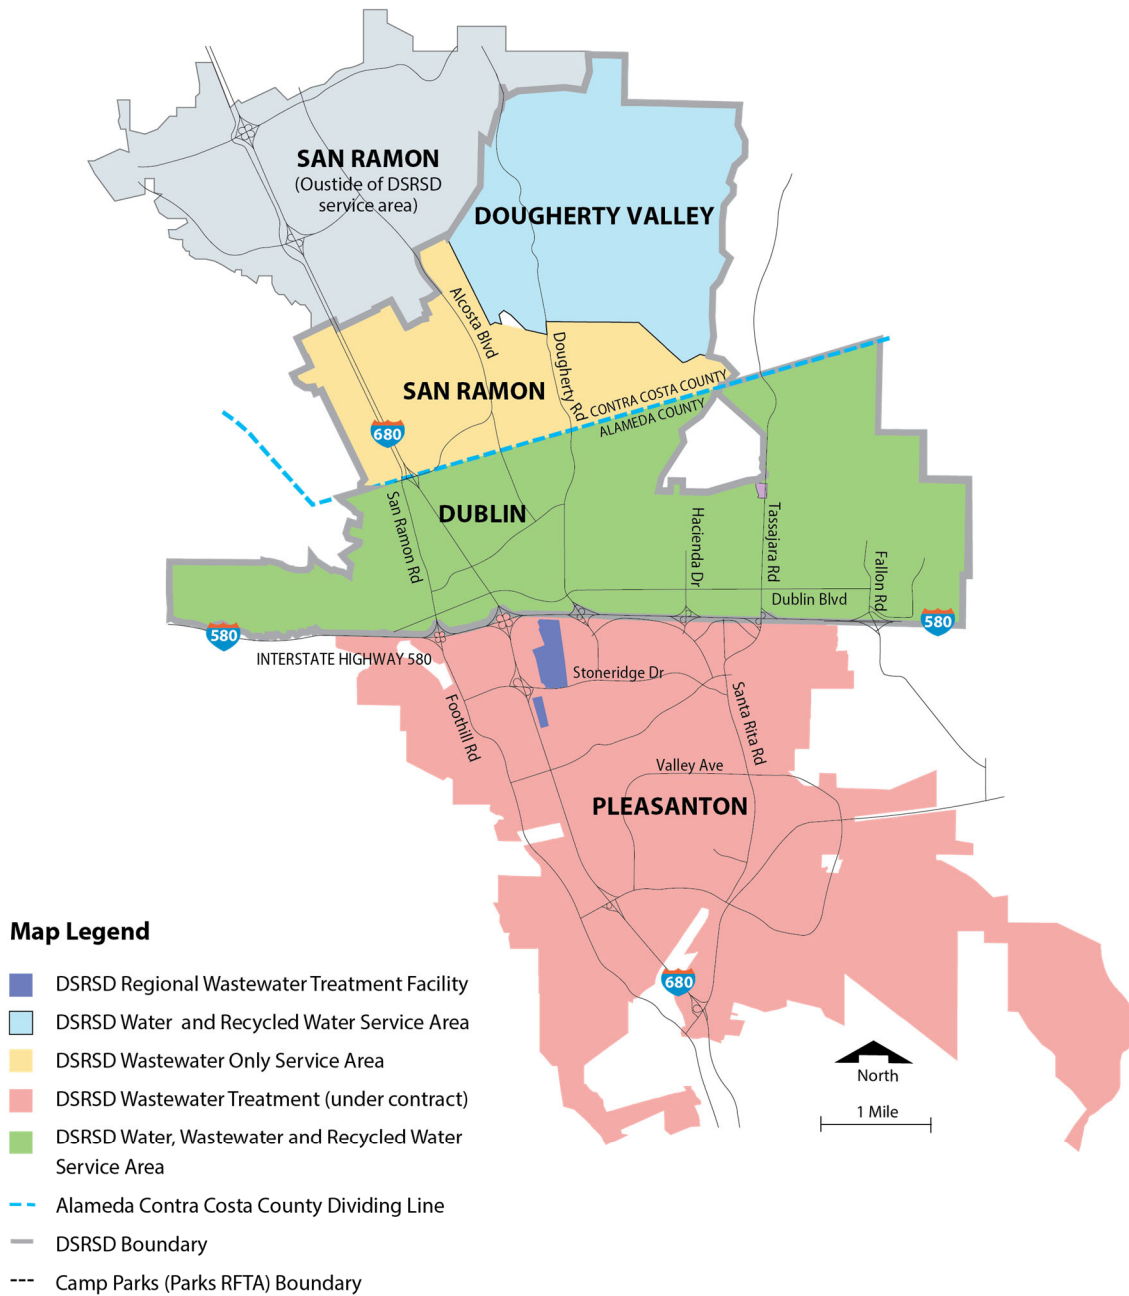 SAN RAMON
(Oustide of DSRSD
service area)
DOUGHERTY VALLEY
Alcosta Blvd
Dougherty Rd
SAN RAMON
CONTRA COSTA COUNTY
ALAMEDA COUNTY
680
San Ramon Rd
DUBLIN
Hacienda Dr
Tassajara Rd
Fallon Rd
Dublin Blvd
580
580
INTERSTATE HIGHWAY 580
Stoneridge Dr
Foothill Rd
Santa Rita Rd
Valley Ave
PLEASANTON
680
North
1 Mile
Map Legend
DSRSD Regional Wastewater Treatment Facility
DSRSD Water and Recycled Water Service Area
DSRSD Wastewater Only Service Area
DSRSD Wastewater Treatment (under contract)
DSRSD Water, Wastewater and Recycled Water
Service Area
Alameda Contra Costa County Dividing Line
DSRSD Boundary
Camp Parks (Parks RFTA) Boundary